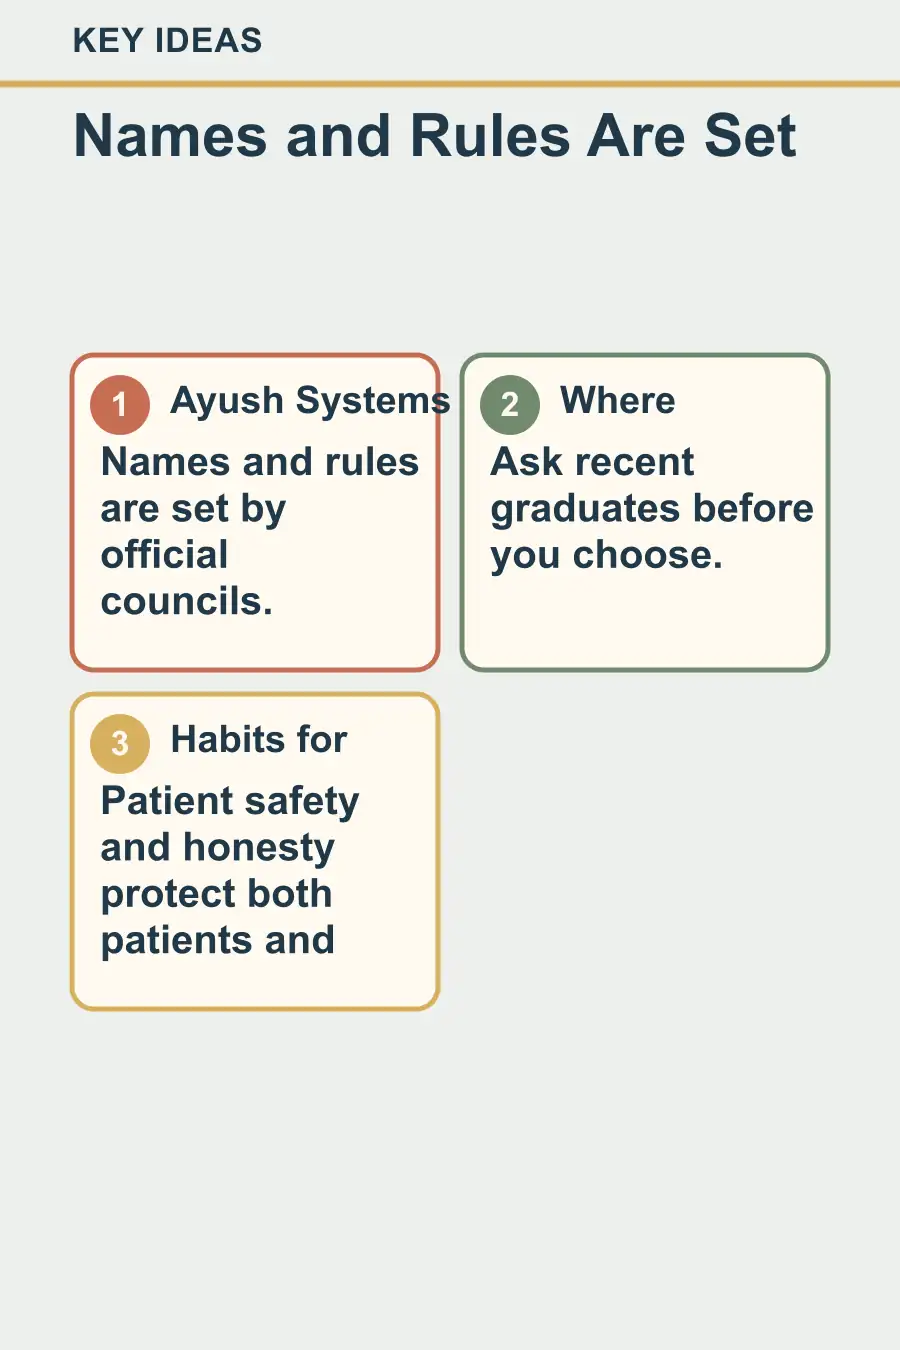 KEY IDEAS
Names and Rules Are Set
1 Ayush Systems
Names and rules
are set by
official
councils.
2 Where
Ask recent
graduates before
you choose.
3 Habits for
Patient safety
and honesty
protect both
patients and